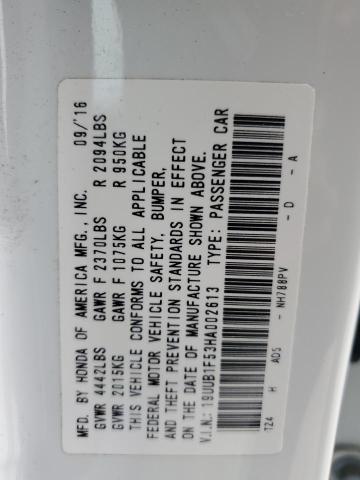 MFD. BY HONDA OF AMERICA MFG., INC. 09/'16
GVWR 4442LBS GAWR F 2370LBS R 2094LBS
GVWR 2015KG GAWR F 1075KG R 950KG
THIS VEHICLE CONFORMS TO ALL APPLICABLE
FEDERAL MOTOR VEHICLE SAFETY, BUMPER,
AND THEFT PREVENTION STANDARDS IN EFFECT
ON THE DATE OF MANUFACTURE SHOWN ABOVE.
V.I.N.: 19UUB1F53HA002613 TYPE: PASSENGER CAR
TZ4 H AD5 - NH788PV - D - A